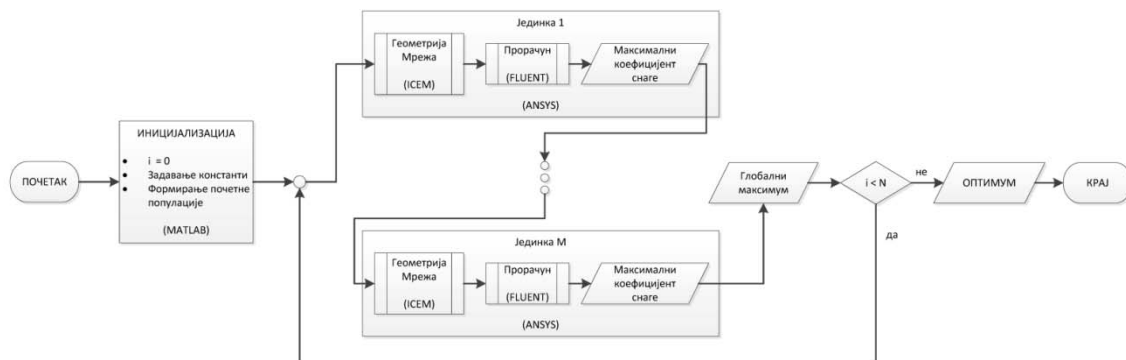 ПОЧЕТАК
ИНИЦИЈАЛИЗАЦИЈА
• i = 0
• Задавање константи
• Формирање почетне
популације
(MATLAB)
Јединка 1
Геометрија
Мрежа
(ICEM)
Прорачун
(FLUENT)
Максимални
коефицијент
снаге
(ANSYS)
Јединка М
Геометрија
Мрежа
(ICEM)
Прорачун
(FLUENT)
Максимални
коефицијент
снаге
(ANSYS)
Глобални
максимум
i < N
не
да
ОПТИМУМ
КРАЈ